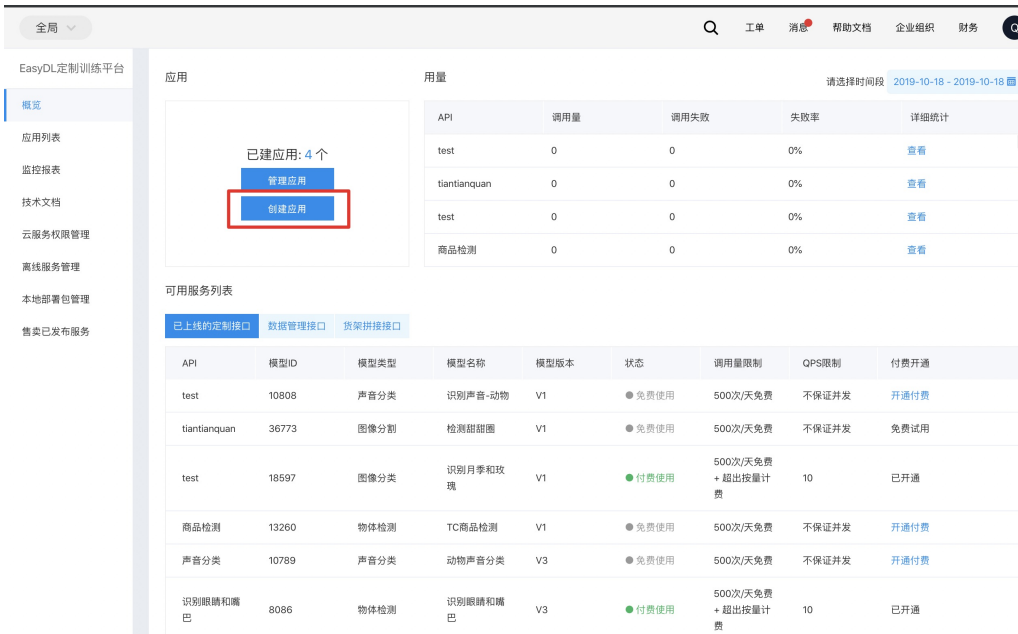 全局
工单 消息 帮助文档 企业组织 财务 Q
EasyDL定制训练平台
概览
应用列表
监控报表
技术文档
云服务权限管理
离线服务管理
本地部署包管理
售卖已发布服务
应用
已建应用: 4 个
管理应用
创建应用
用量
请选择时间段 2019-10-18 - 2019-10-18
API 调用量 调用失败 失败率 详细统计
test 0 0 0% 查看
tiantianquan 0 0 0% 查看
test 0 0 0% 查看
商品检测 0 0 0% 查看
可用服务列表
已上线的定制接口 数据管理接口 货架拼接接口
API 模型ID 模型类型 模型名称 模型版本 状态 调用量限制 QPS限制 付费开通
test 10808 声音分类 识别声音-动物 V1 免费使用 500次/天免费 不保证并发 开通付费
tiantianquan 36773 图像分割 检测甜甜圈 V1 免费使用 500次/天免费 不保证并发 免费试用
test 18597 图像分类 识别月季和玫
瑰 V1 付费使用 500次/天免费
+ 超出按量计
费 10 已开通
商品检测 13260 物体检测 TC商品检测 V1 免费使用 500次/天免费 不保证并发 开通付费
声音分类 10789 声音分类 动物声音分类 V3 免费使用 500次/天免费 不保证并发 开通付费
识别眼睛和嘴
巴 8086 物体检测 识别眼睛和嘴
巴 V3 付费使用 500次/天免费
+ 超出按量计
费 10 已开通